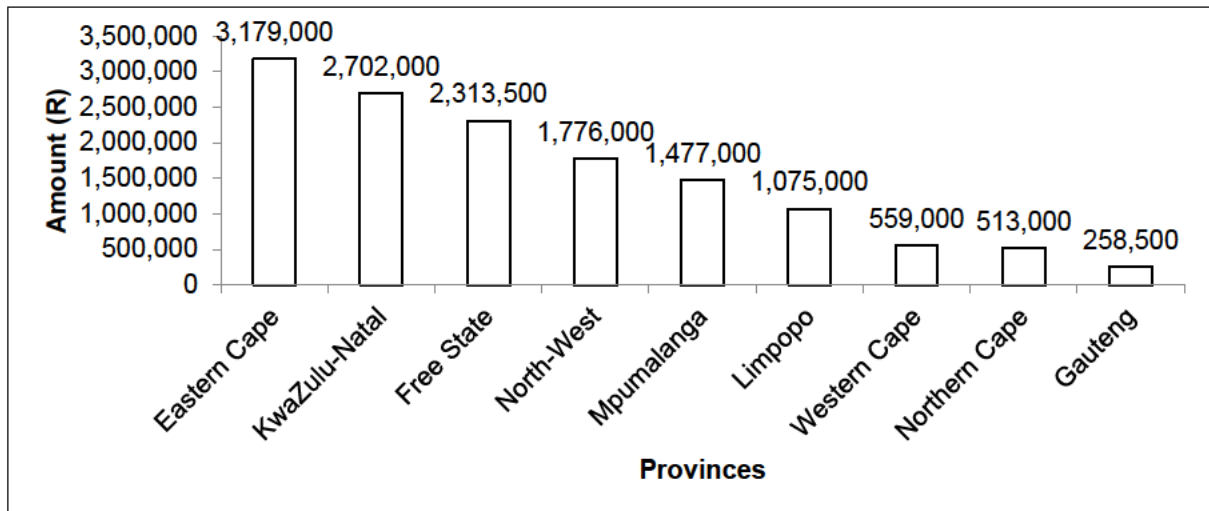 Amount (R)
3,500,000
3,000,000
2,500,000
2,000,000
1,500,000
1,000,000
500,000
0
3,179,000
2,702,000
2,313,500
1,776,000
1,477,000
1,075,000
559,000
513,000
258,500
Eastern Cape
KwaZulu-Natal
Free State
North-West
Mpumalanga
Limpopo
Western Cape
Northern Cape
Gauteng
Provinces